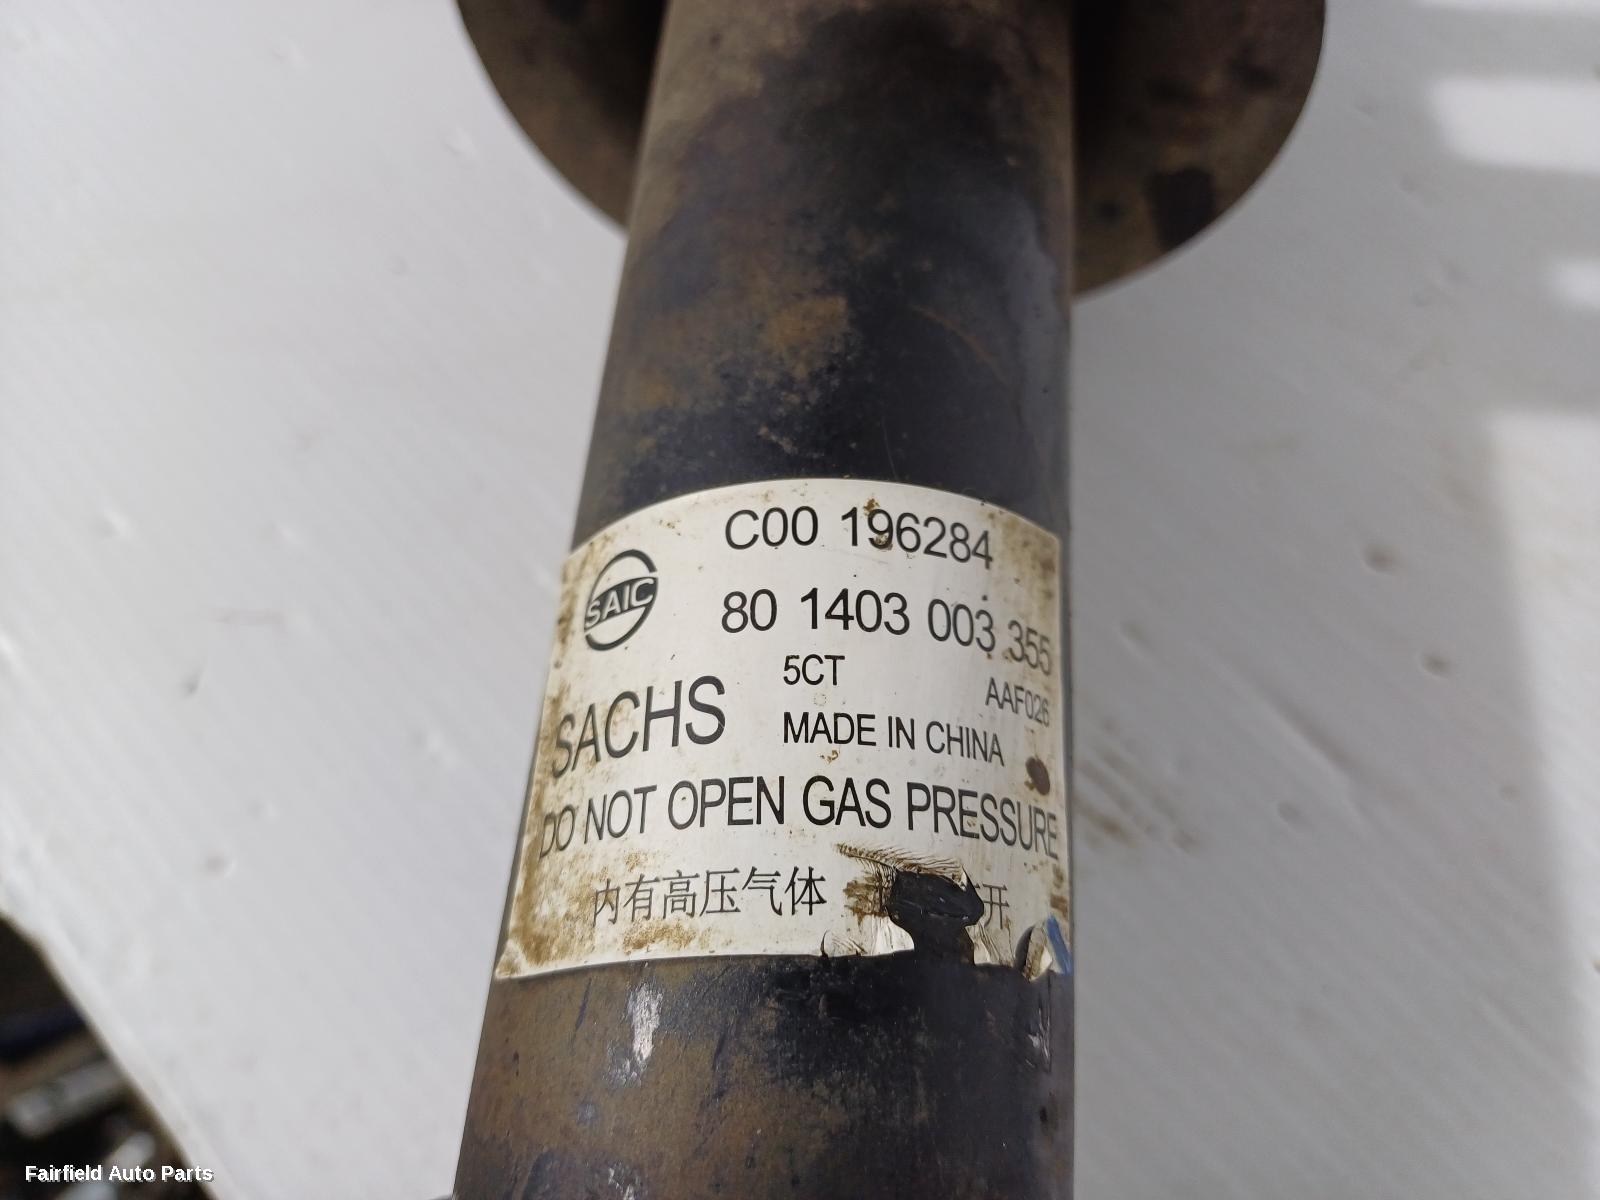 C00 196284
SAIC
80 1403 003 355
5CT
AAF026
SACHS
MADE IN CHINA
DO NOT OPEN GAS PRESSURE
内有高压气体 开
Fairfield Auto Parts